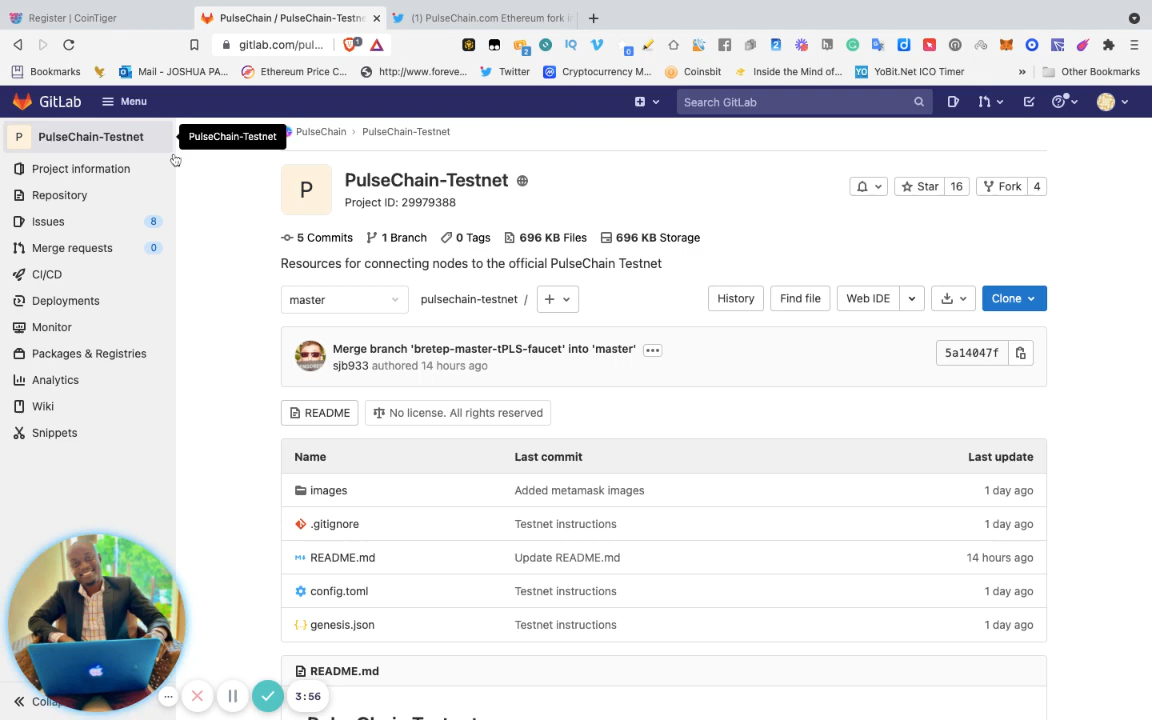 Register | CoinTiger
PulseChain / PulseChain-Testne
(1) PulseChain.com Ethereum fork i
gitlab.com/pul...
Bookmarks
Mail - JOSHUA PA...
Ethereum Price C...
http://www.foreve...
Twitter
Cryptocurrency M...
Coinsbit
Inside the Mind of...
YO YoBit.Net ICO Timer
»
Other Bookmarks
GitLab
Menu
Search GitLab
P PulseChain-Testnet
PulseChain-Testnet
PulseChain › PulseChain-Testnet
Project information
Repository
Issues 8
Merge requests 0
CI/CD
Deployments
Monitor
Packages & Registries
Analytics
Wiki
Snippets
P
PulseChain-Testnet
Project ID: 29979388
Star 16
Fork 4
5 Commits 1 Branch 0 Tags 696 KB Files 696 KB Storage
Resources for connecting nodes to the official PulseChain Testnet
master
pulsechain-testnet / +
History Find file Web IDE Clone
Merge branch 'bretep-master-tPLS-faucet' into 'master' ...
sjb933 authored 14 hours ago
5a14047f
README No license. All rights reserved
Name Last commit Last update
images Added metamask images 1 day ago
.gitignore Testnet instructions 1 day ago
README.md Update README.md 14 hours ago
config.toml Testnet instructions 1 day ago
genesis.json Testnet instructions 1 day ago
README.md
3:56